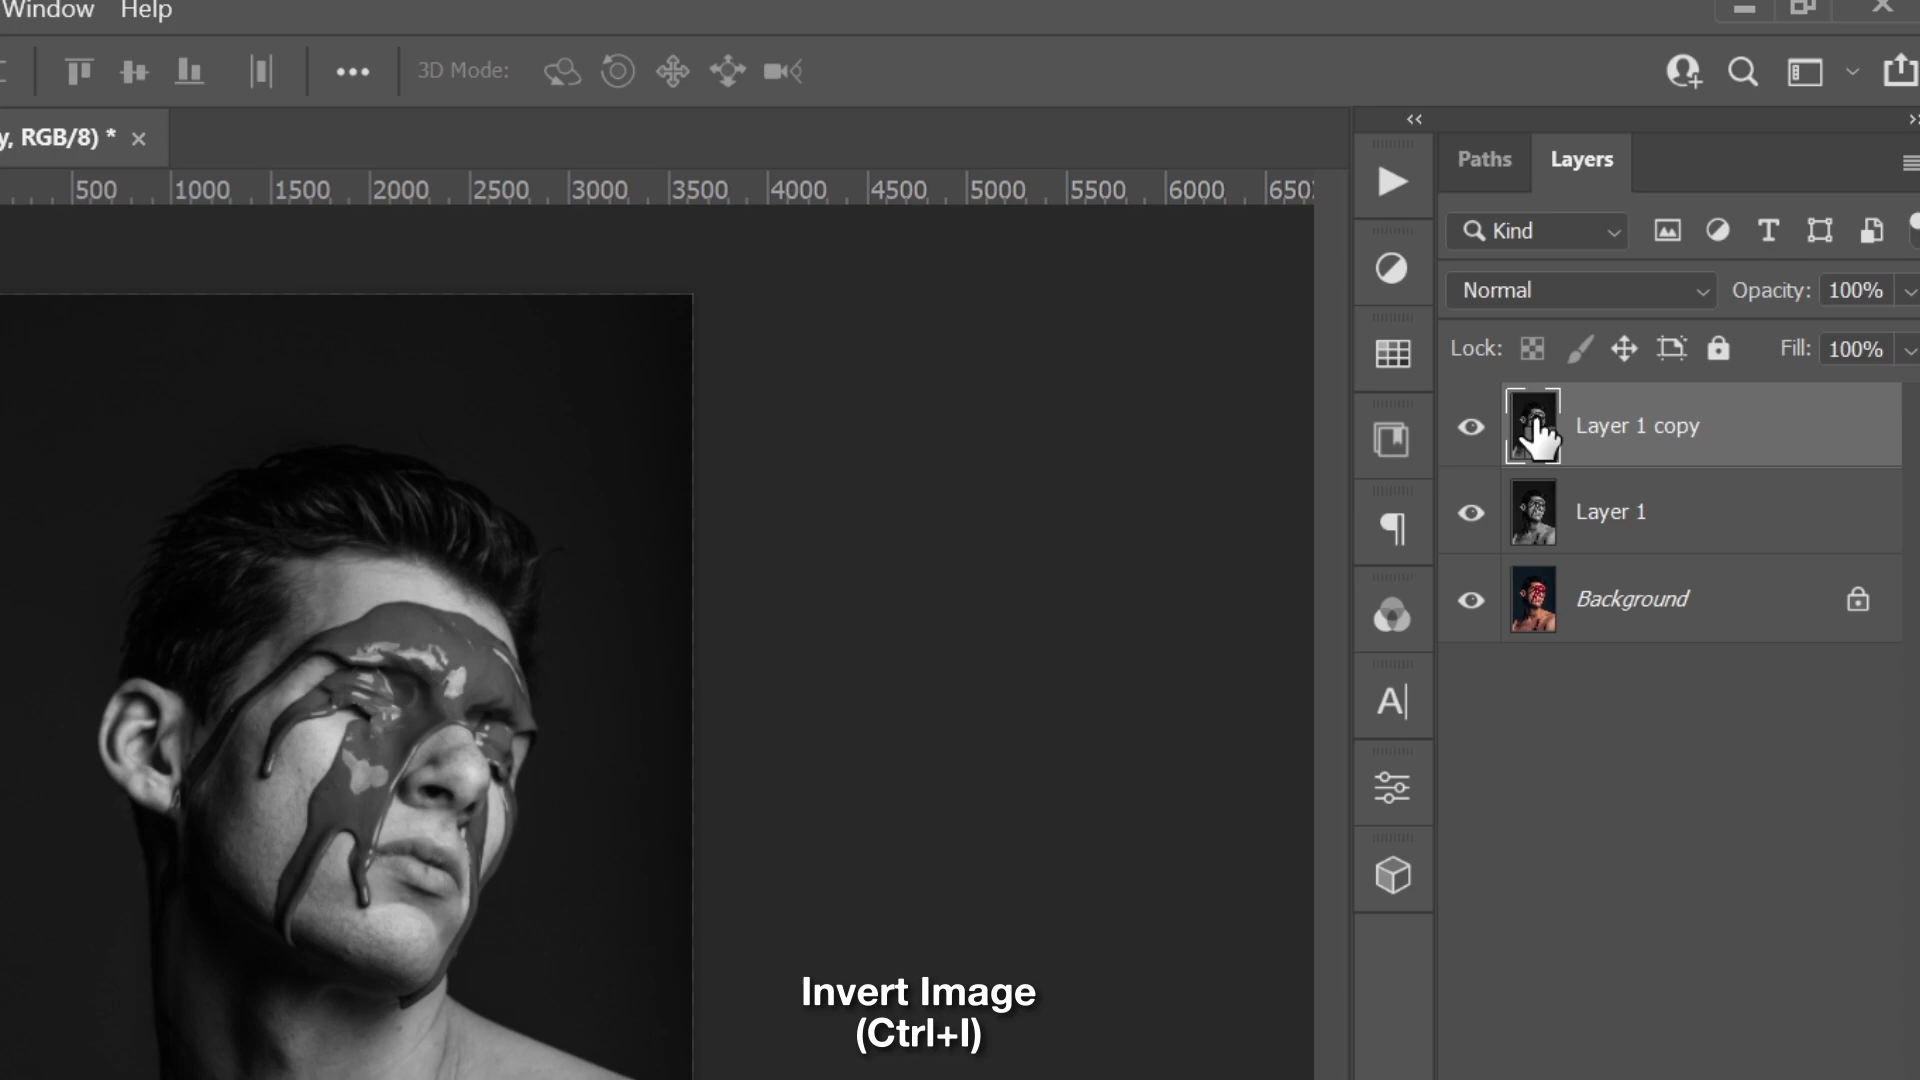 Window Help
3D Mode:
y, RGB/8) *
500 1000 1500 2000 2500 3000 3500 4000 4500 5000 5500 6000 650
Paths Layers
Kind
Normal Opacity: 100%
Lock: Fill: 100%
Layer 1 copy
Layer 1
Background
Invert Image
(Ctrl+I)